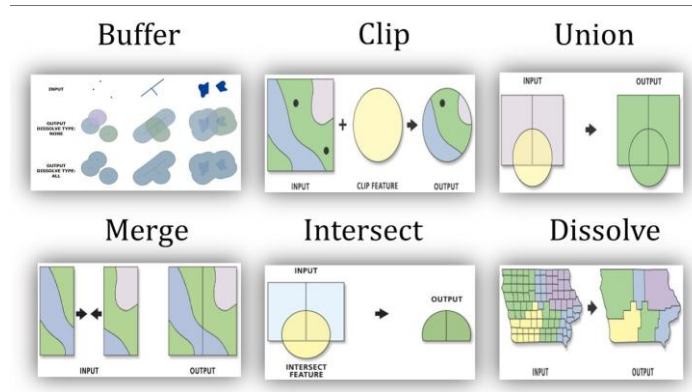 Buffer
Clip
Union
INPUT
OUTPUT
DISSOLVE TYPE:
NONE
OUTPUT
DISSOLVE TYPE:
ALL
+
INPUT
CLIP FEATURE
OUTPUT
INPUT
OUTPUT
Merge
Intersect
Dissolve
INPUT
OUTPUT
INPUT
OUTPUT
INTERSECT
FEATURE
INPUT
OUTPUT